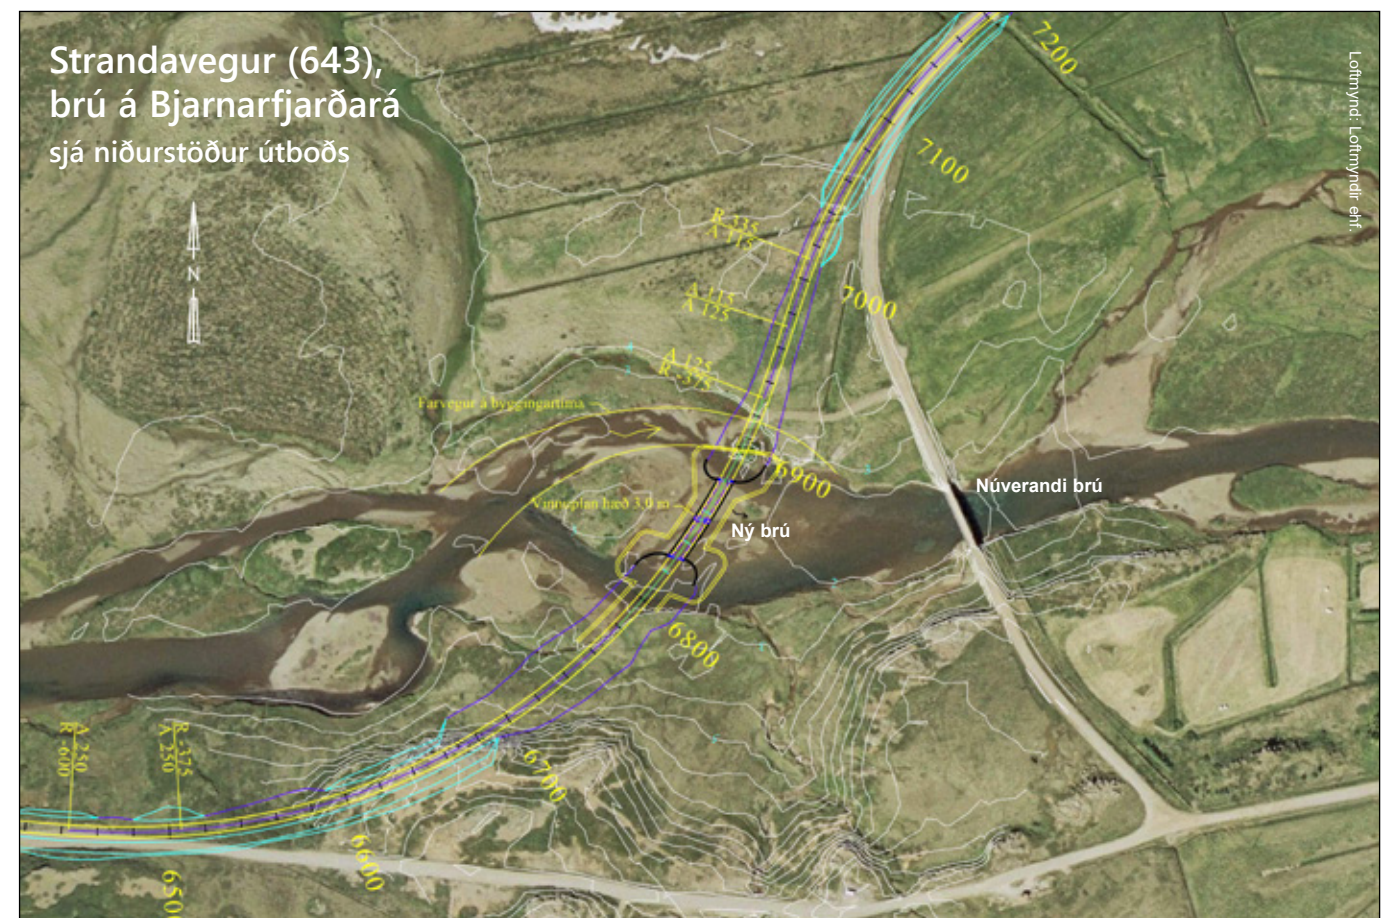 Strandavegur (643),
brú á Bjarnarfjarðará
sjá niðurstöður útboðs
Loftmynd: Loftmyndir ehf.
N
7200
7100
R 335
A 115
A 115
A 125
7000
A 125
R -375
Farvegur á byggingartíma
6900
Núverandi brú
Vinnuplan hæð 3,0 m
Ný brú
6800
A 250
R -600
R -375
A 250
6700
6600
6500